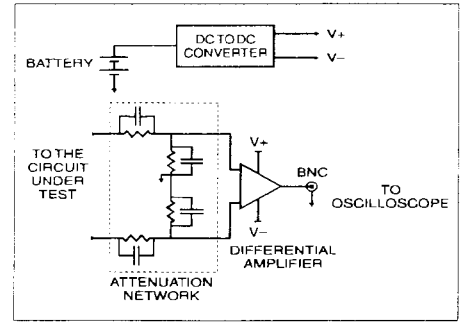 V+
DC TO DC
CONVERTER
V-
BATTERY
TO THE
CIRCUIT
UNDER
TEST
V+
BNC
TO
OSCILLOSCOPE
V-
DIFFERENTIAL
AMPLIFIER
ATTENUATION
NETWORK